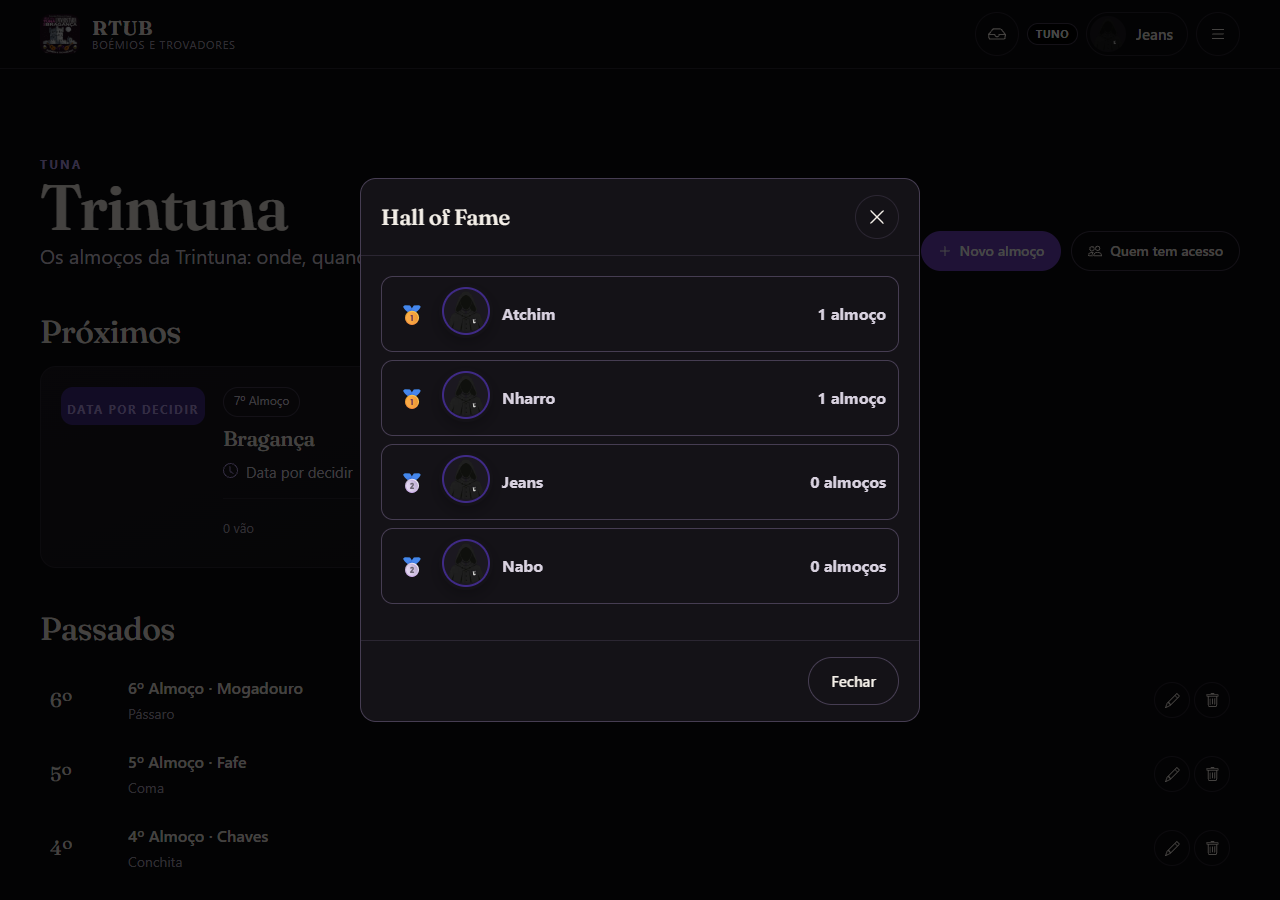 RTUB
BOÉMIOS E TROVADORES
TUNO
Jeans
TUNA
Trintuna
Os almoços da Trintuna: onde, quand
+ Novo almoço
Quem tem acesso
Próximos
DATA POR DECIDIR
7º Almoço
Bragança
Data por decidir
0 vão
Hall of Fame
1 Atchim 1 almoço
1 Nharro 1 almoço
2 Jeans 0 almoços
2 Nabo 0 almoços
Fechar
Passados
6º
6º Almoço · Mogadouro
Pássaro
5º
5º Almoço · Fafe
Coma
4º
4º Almoço · Chaves
Conchita